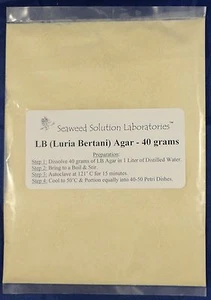 Seaweed Solution Laboratories™
LB (Luria Bertani) Agar - 40 grams
Preparation:
Step 1: Dissolve 40 grams of LB Agar in 1 Liter of Distilled Water.
Step 2: Bring to a Boil & Stir.
Step 3: Autoclave at 121° C for 15 minutes.
Step 4: Cool to 50°C & Portion equally into 40-50 Petri Dishes.